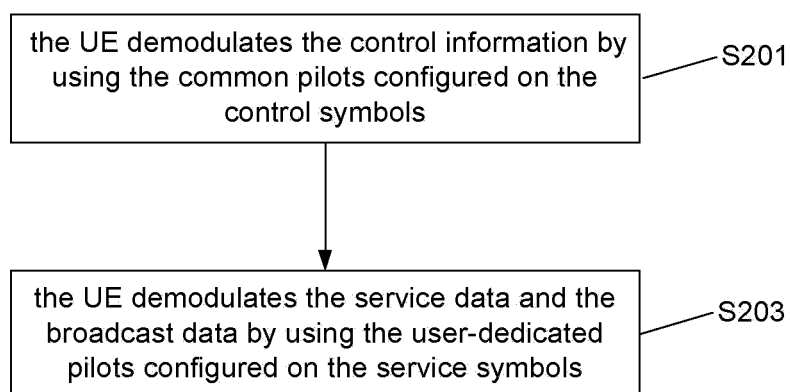 the UE demodulates the control information by
using the common pilots configured on the
control symbols
S201
the UE demodulates the service data and the
broadcast data by using the user-dedicated
pilots configured on the service symbols
S203